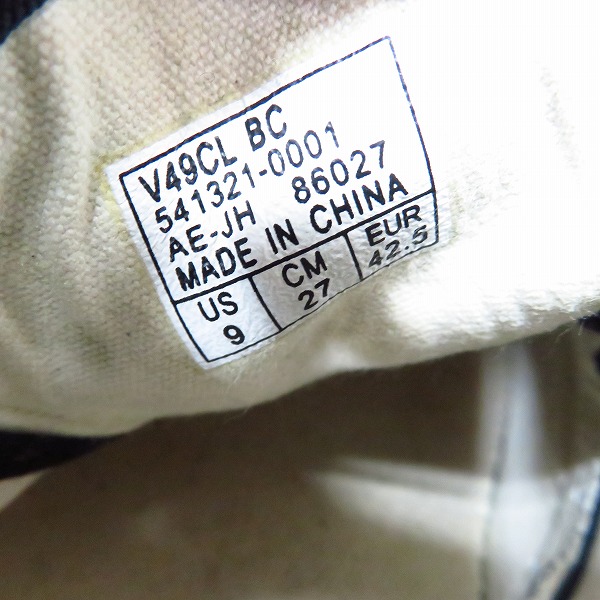 V49CL BC
541321-0001
AE-JH 86027
MADE IN CHINA
US CM EUR
9 27 42.5